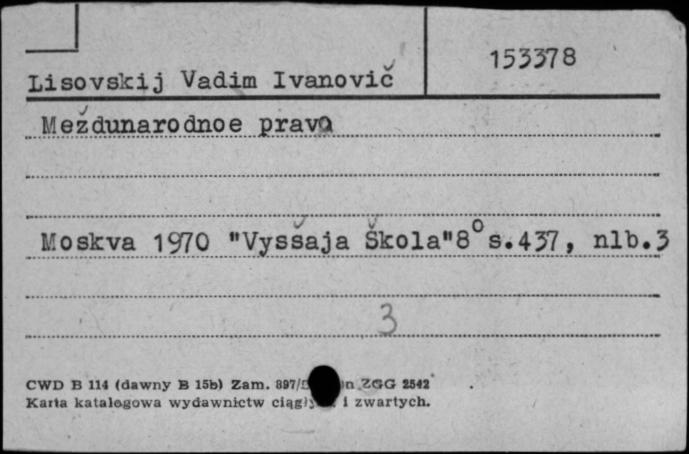 153378
Lisovskij Vadim Ivanovič
Meždunarodnoe pravo
Moskva 1970 "Vysšaja Škola"8° s.437, nlb.3
3
CWD B 114 (dawny B 15b) Zam. 897/ ZGG 2542
Karta katalogowa wydawnictw i zwartych.